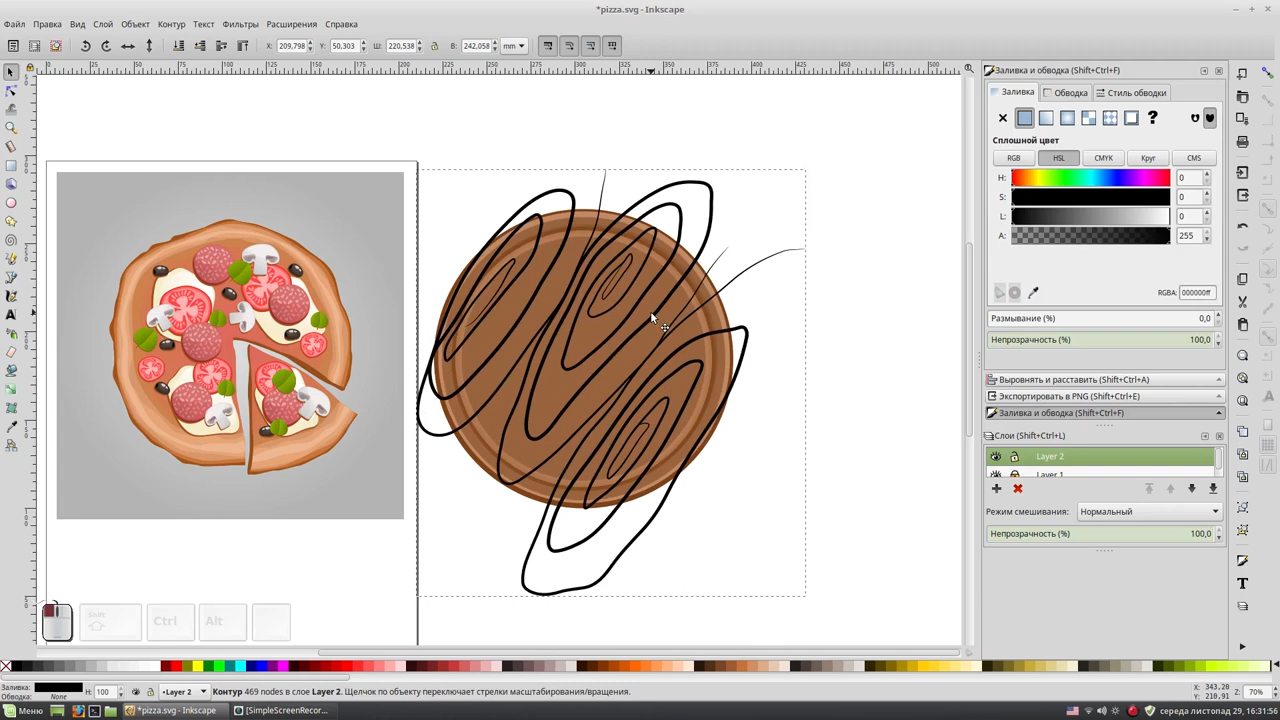 *pizza.svg - Inkscape
Файл Правка Вид Слой Объект Контур Текст Фильтры Расширения Справка
X: 209,798 Y: 50,303 Ш: 220,538 В: 242,058 mm
Заливка и обводка (Shift+Ctrl+F)
Заливка Обводка Стиль обводки
?
Сплошной цвет
RGB HSL CMYK Круг CMS
H: 0
S: 0
L: 0
A: 255
RGBA: 000000ff
Размывание (%) 0,0
Непрозрачность (%) 100,0
Выровнять и расставить (Shift+Ctrl+A)
Экспортировать в PNG (Shift+Ctrl+E)
Заливка и обводка (Shift+Ctrl+F)
Слои (Shift+Ctrl+L)
Layer 2
Layer 1
Режим смешивания: Нормальный
Непрозрачность (%) 100,0
Shift Ctrl Alt
Заливка: Н: 100 •Layer 2 Контур 469 nodes в слое Layer 2. Щелчок по объекту переключает стрелки масштабирования/вращения. X: 343,20 Z: 70%
Обводка: None Y: 210,91
Меню *pizza.svg - Inkscape [SimpleScreenRecor... середа листопад 29, 16:31:56